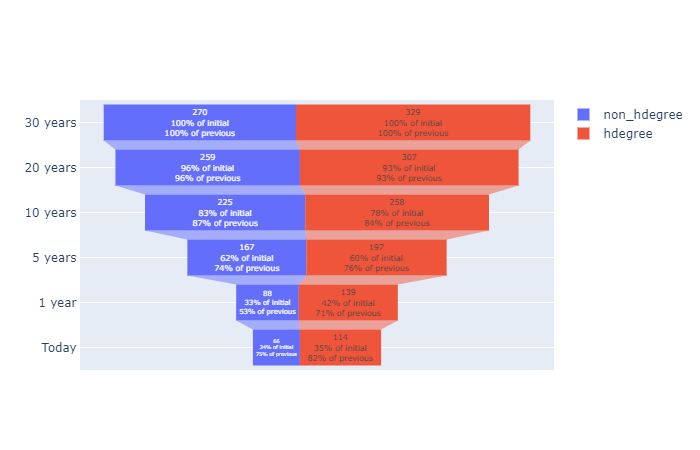 non_hdegree
hdegree
30 years
270
100% of initial
100% of previous
329
100% of initial
100% of previous
20 years
259
96% of initial
96% of previous
307
93% of initial
93% of previous
10 years
225
83% of initial
87% of previous
258
78% of initial
84% of previous
5 years
167
62% of initial
74% of previous
197
60% of initial
76% of previous
1 year
88
33% of initial
53% of previous
139
42% of initial
71% of previous
Today
66
24% of initial
75% of previous
114
35% of initial
82% of previous